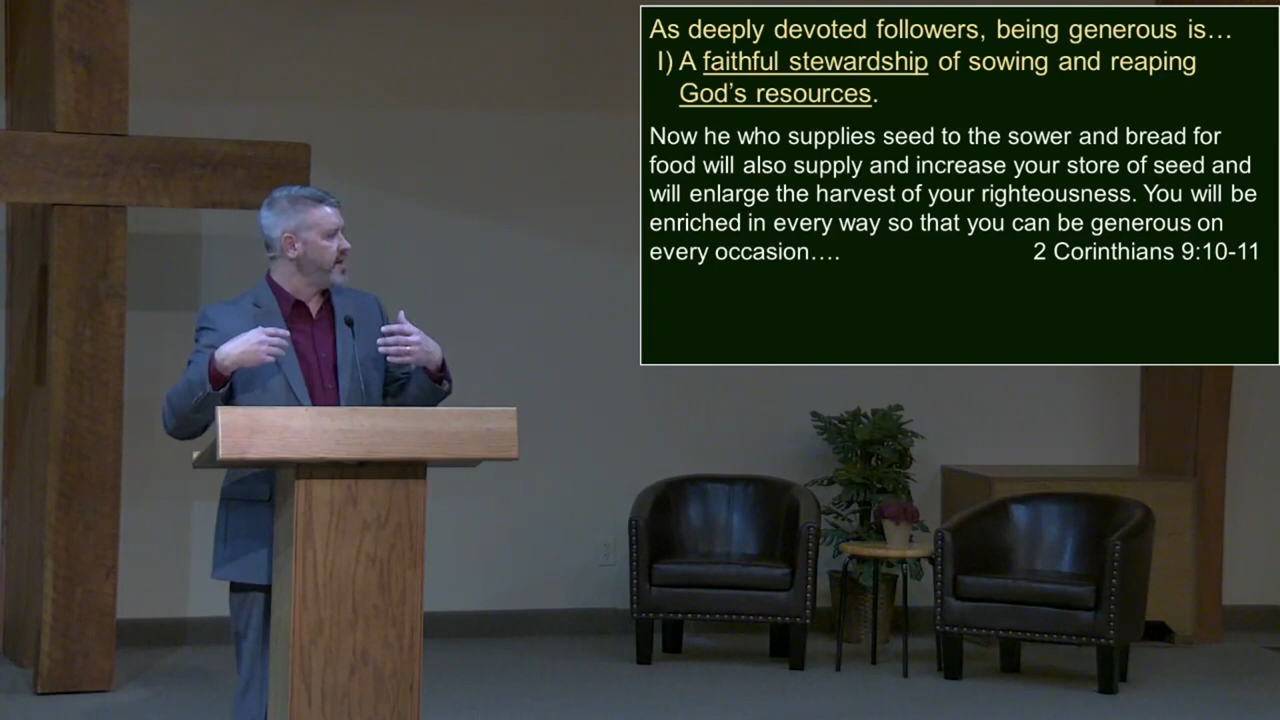 As deeply devoted followers, being generous is…
I) A faithful stewardship of sowing and reaping
God’s resources.
Now he who supplies seed to the sower and bread for
food will also supply and increase your store of seed and
will enlarge the harvest of your righteousness. You will be
enriched in every way so that you can be generous on
every occasion…. 2 Corinthians 9:10-11